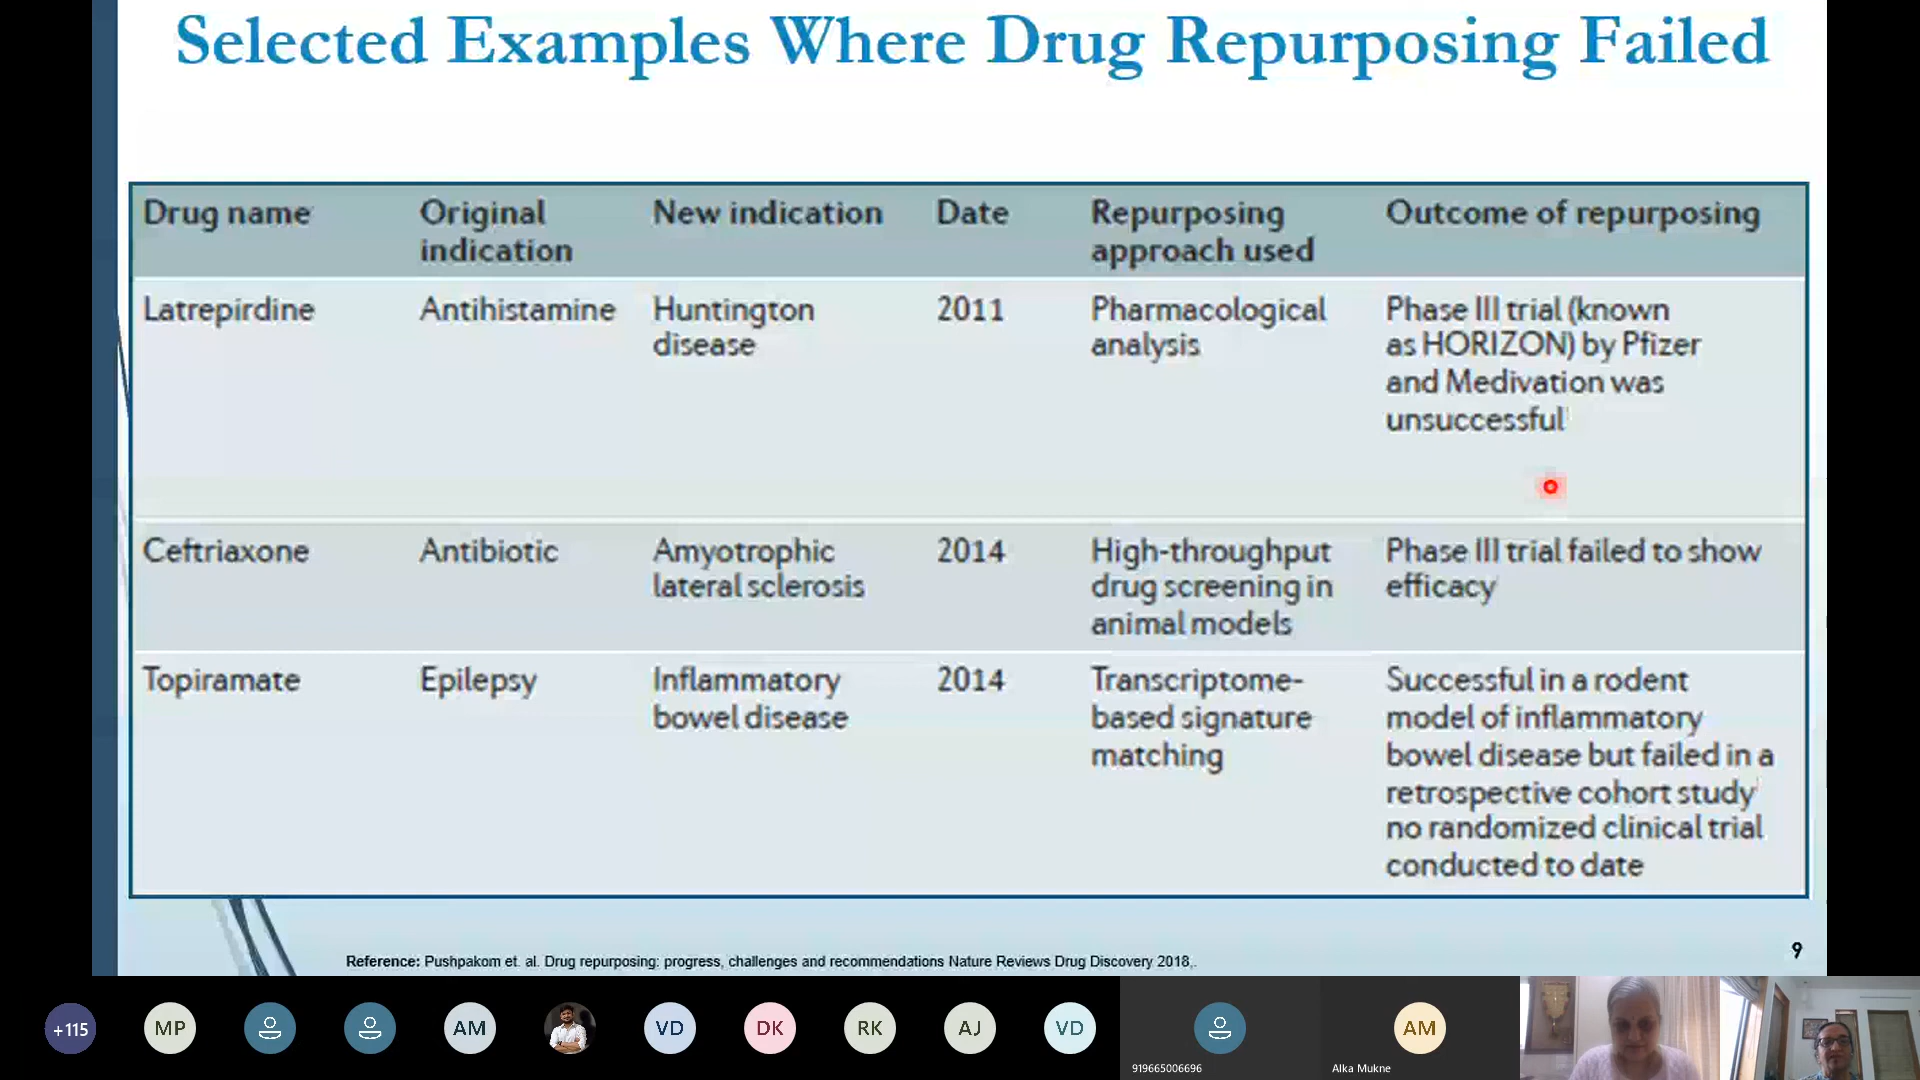 Selected Examples Where Drug Repurposing Failed
Drug name
Original
indication
New indication
Date
Repurposing
approach used
Outcome of repurposing
Latrepirdine
Antihistamine
Huntington
disease
2011
Pharmacological
analysis
Phase III trial (known
as HORIZON) by Pfizer
and Medivation was
unsuccessful
Ceftriaxone
Antibiotic
Amyotrophic
lateral sclerosis
2014
High-throughput
drug screening in
animal models
Phase III trial failed to show
efficacy
Topiramate
Epilepsy
Inflammatory
bowel disease
2014
Transcriptome-
based signature
matching
Successful in a rodent
model of inflammatory
bowel disease but failed in a
retrospective cohort study
no randomized clinical trial
conducted to date
Reference: Pushpakom et. al. Drug repurposing: progress, challenges and recommendations Nature Reviews Drug Discovery 2018,.
9
+115
MP
AM
VD
DK
RK
AJ
VD
919665006696
AM
Alka Mukne